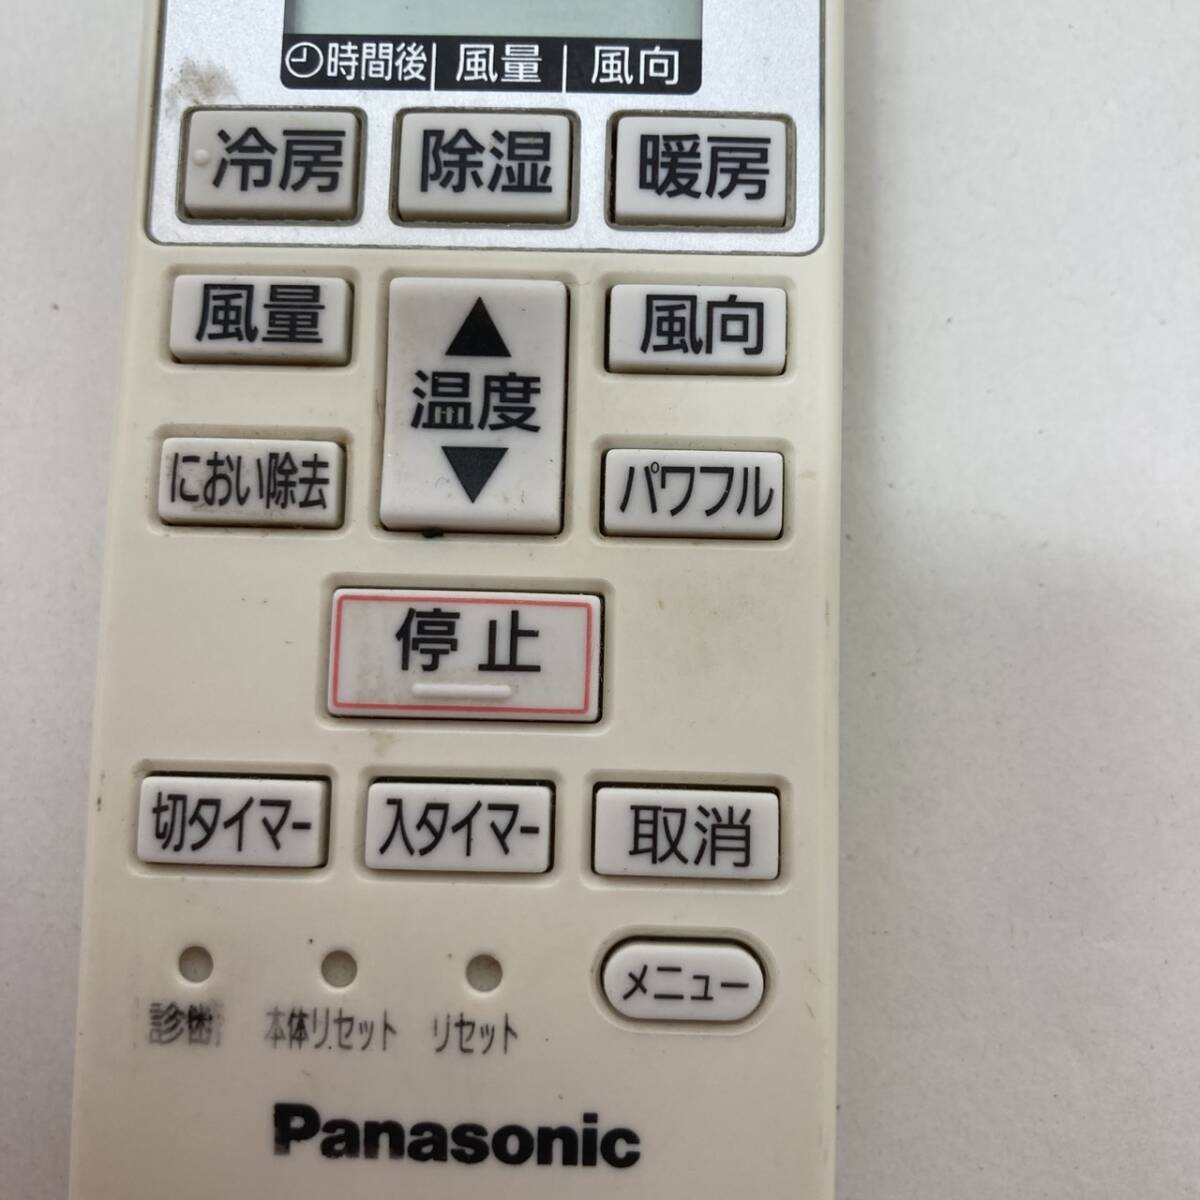 時間後 風量 風向
冷房 除湿 暖房
風量 ▲ 風向
温度
におい除去 ▼ パワフル
停止
切タイマー 入タイマー 取消
メニュー
診断 本体リセット リセット
Panasonic